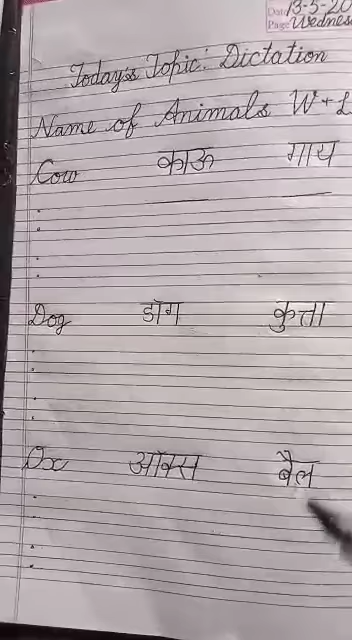 Date 13-5-20
Page Wednes
Today's Topic: Dictation
Name of Animals W+L
Cow काऊ गाय
Dog डॉग कुत्ता
Ox ऑक्स बैल